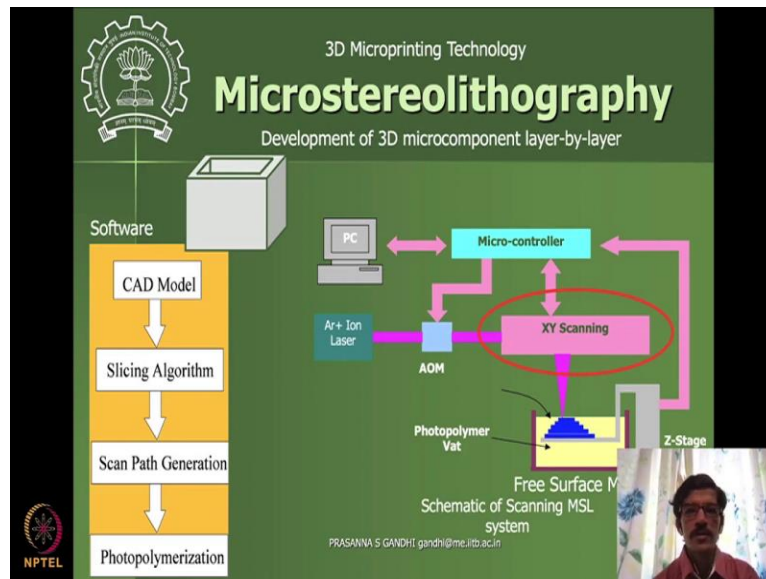 3D Microprinting Technology
Microstereolithography
Development of 3D microcomponent layer-by-layer
Software
CAD Model
Slicing Algorithm
Scan Path Generation
Photopolymerization
PC
Micro-controller
Ar+ Ion
Laser
AOM
XY Scanning
Photopolymer
Vat
Z-Stage
Free Surface M
Schematic of Scanning MSL
system
PRASANNA S GANDHI gandhi@me.iitb.ac.in
NPTEL